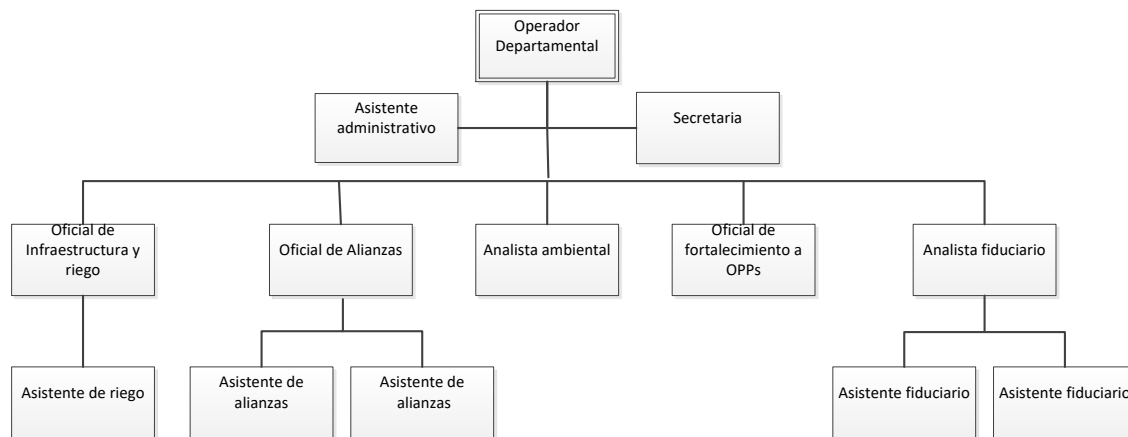 Operador
Departamental
Asistente
administrativo
Secretaria
Oficial de
Infraestructura y
riego
Oficial de Alianzas
Analista ambiental
Oficial de
fortalecimiento a
OPPs
Analista fiduciario
Asistente de riego
Asistente de
alianzas
Asistente de
alianzas
Asistente fiduciario
Asistente fiduciario